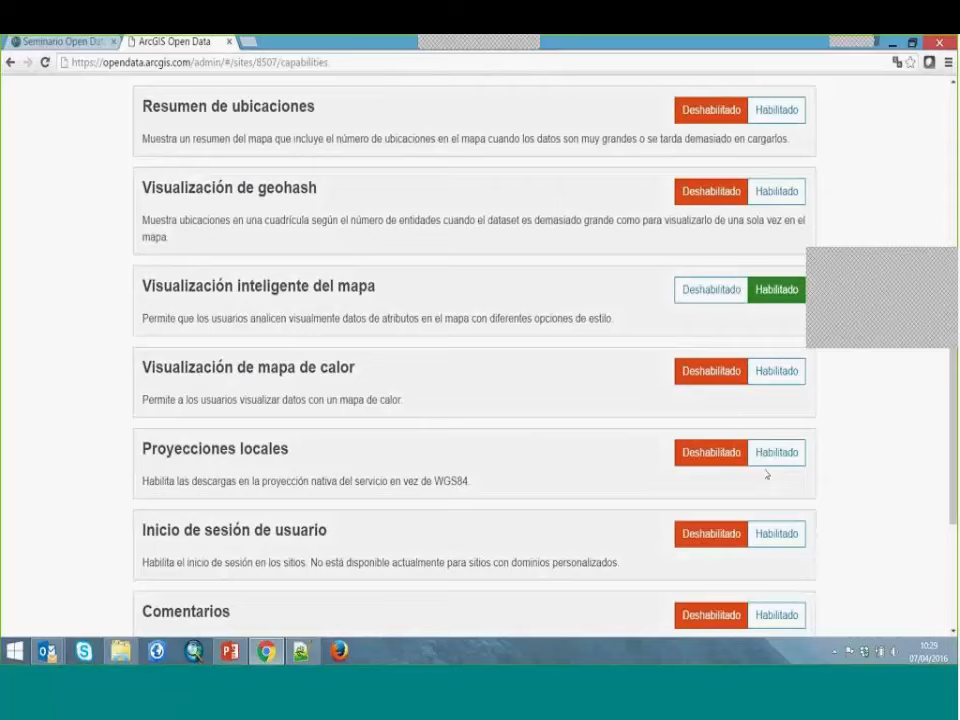 Seminario Open Dat
ArcGIS Open Data
https://opendata.arcgis.com/admin/#/sites/8507/capabilities
Resumen de ubicaciones
Deshabilitado
Habilitado
Muestra un resumen del mapa que incluye el número de ubicaciones en el mapa cuando los datos son muy grandes o se tarda demasiado en cargarlos.
Visualización de geohash
Deshabilitado
Habilitado
Muestra ubicaciones en una cuadrícula según el número de entidades cuando el dataset es demasiado grande como para visualizarlo de una sola vez en el
mapa.
Visualización inteligente del mapa
Deshabilitado
Habilitado
Permite que los usuarios analicen visualmente datos de atributos en el mapa con diferentes opciones de estilo.
Visualización de mapa de calor
Deshabilitado
Habilitado
Permite a los usuarios visualizar datos con un mapa de calor.
Proyecciones locales
Deshabilitado
Habilitado
Habilita las descargas en la proyección nativa del servicio en vez de WGS84.
Inicio de sesión de usuario
Deshabilitado
Habilitado
Habilita el inicio de sesión en los sitios. No está disponible actualmente para sitios con dominios personalizados.
Comentarios
Deshabilitado
Habilitado
10:29
07/04/2016